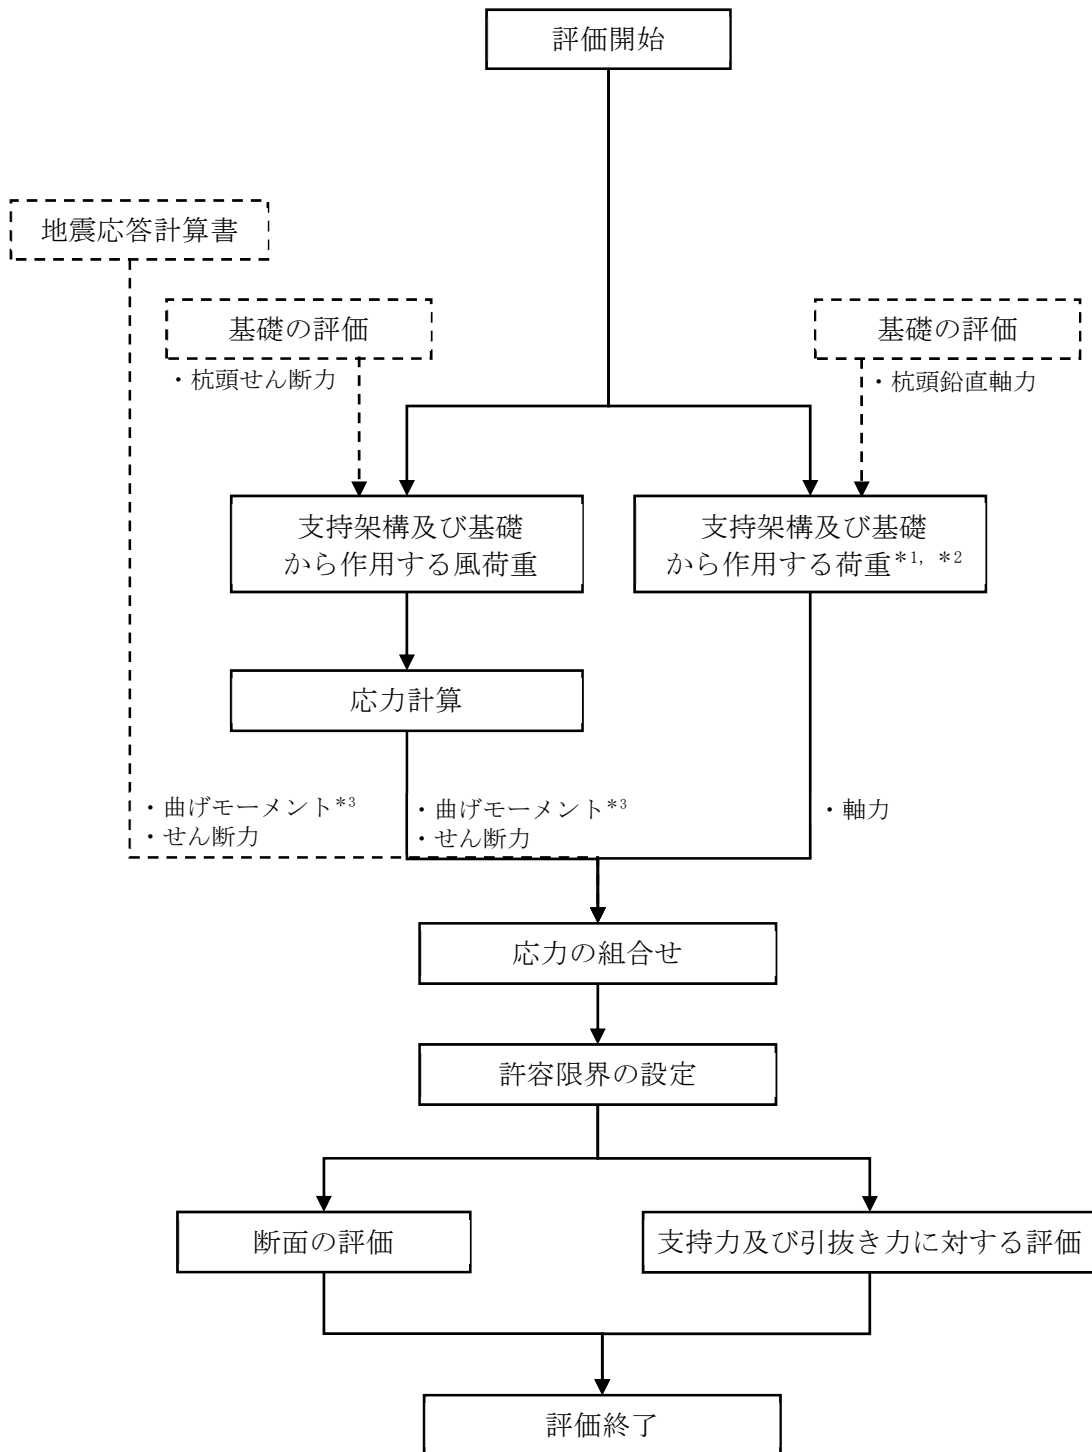 評価開始
地震応答計算書
基礎の評価
・杭頭せん断力
基礎の評価
・杭頭鉛直軸力
支持架構及び基礎
から作用する風荷重
支持架構及び基礎
から作用する荷重*1, *2
応力計算
・曲げモーメント*3
・せん断力
・曲げモーメント*3
・せん断力
・軸力
応力の組合せ
許容限界の設定
断面の評価
支持力及び引抜き力に対する評価
評価終了